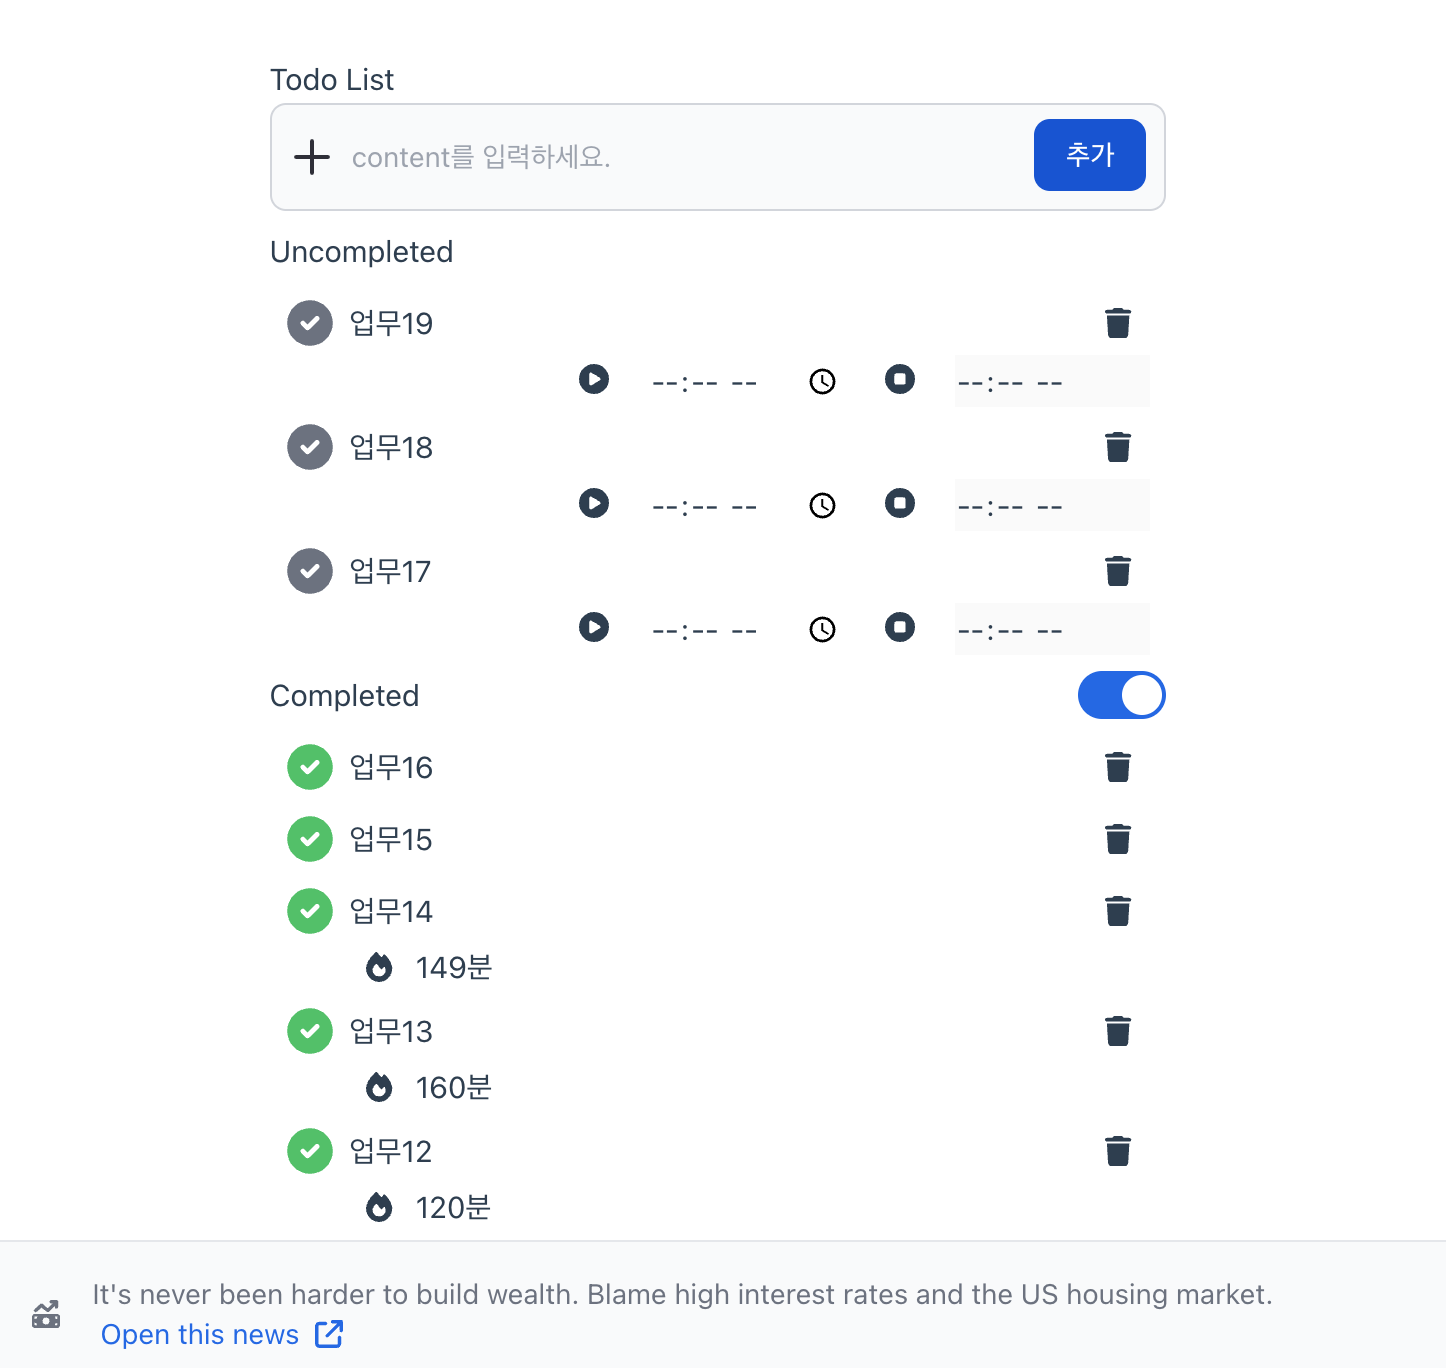 Todo List
content를 입력하세요. 추가
Uncompleted
업무19
--:-- -- --:-- --
업무18
--:-- -- --:-- --
업무17
--:-- -- --:-- --
Completed
업무16
업무15
업무14
149분
업무13
160분
업무12
120분
It's never been harder to build wealth. Blame high interest rates and the US housing market.
Open this news